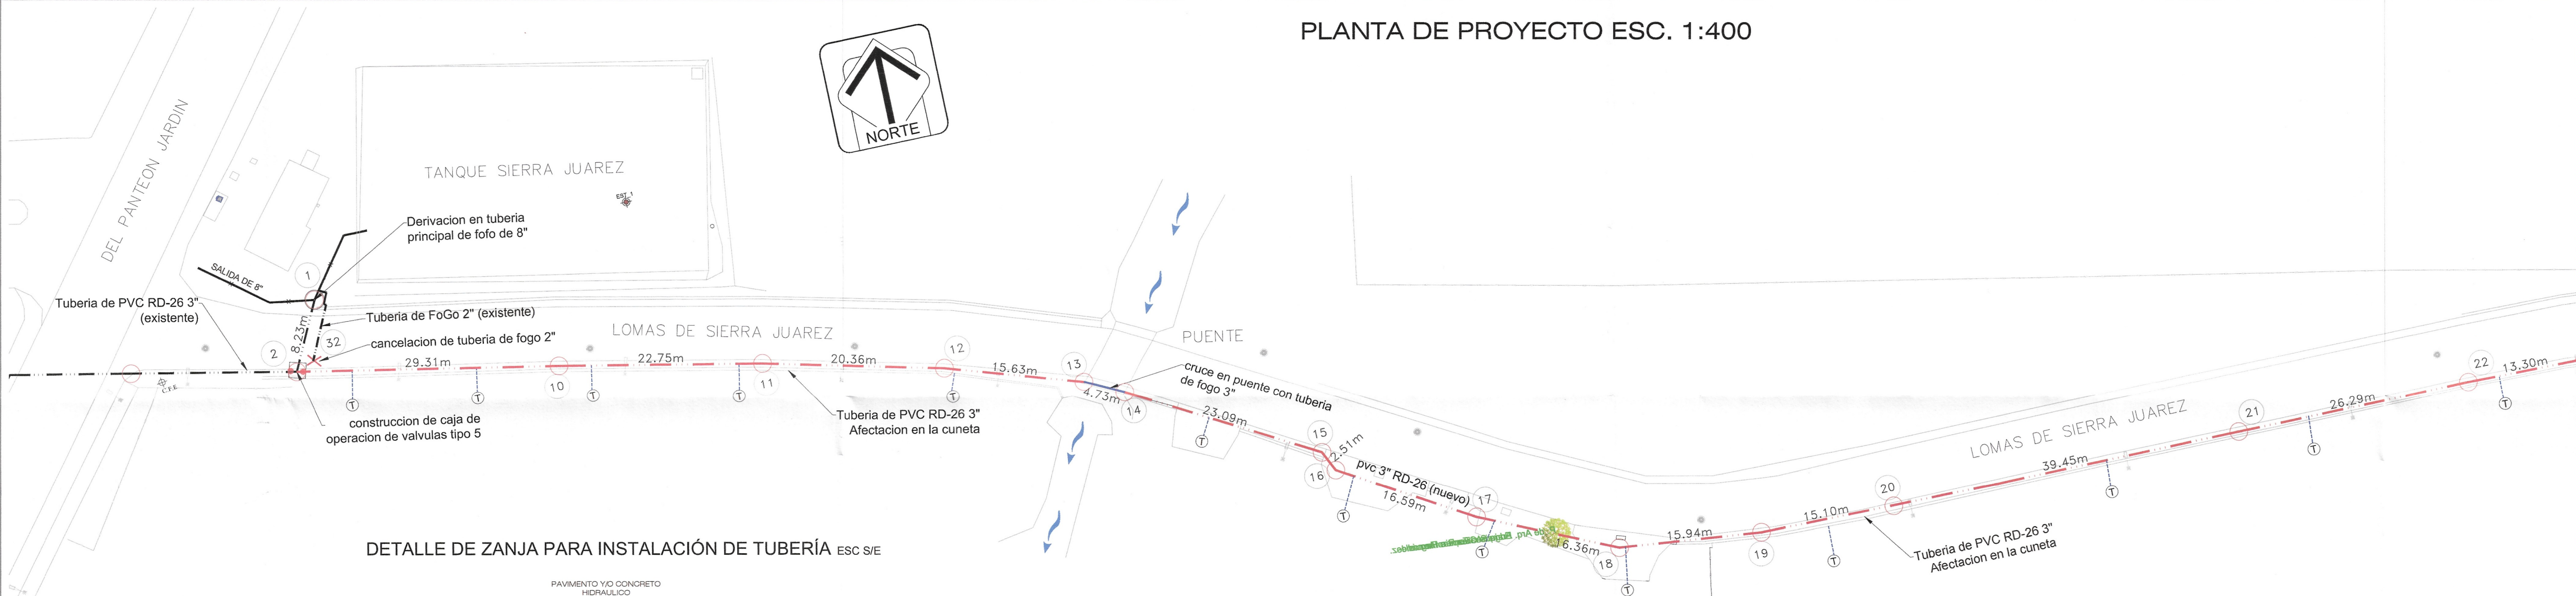 PLANTA DE PROYECTO ESC. 1:400
NORTE
DEL PANTEON JARDIN
TANQUE SIERRA JUAREZ
EST_1
Derivacion en tuberia
principal de fofo de 8"
1
SALIDA DE 8"
Tuberia de PVC RD-26 3"
(existente)
Tuberia de FoGo 2" (existente)
cancelacion de tuberia de fogo 2"
8.23m
2
32
C.F.E.
construccion de caja de
operacion de valvulas tipo 5
LOMAS DE SIERRA JUAREZ
29.31m
10
22.75m
11
20.36m
12
15.63m
13
4.73m
14
Tuberia de PVC RD-26 3"
Afectacion en la cuneta
PUENTE
cruce en puente con tuberia
de fogo 3"
23.09m
15
2.51m
16
pvc 3" RD-26 (nuevo)
16.59m
17
16.36m
18
15.94m
19
15.10m
20
39.45m
21
26.29m
22
13.30m
LOMAS DE SIERRA JUAREZ
Tuberia de PVC RD-26 3"
Afectacion en la cuneta
T
T
T
T
T
T
T
T
T
T
T
T
T
DETALLE DE ZANJA PARA INSTALACIÓN DE TUBERÍA ESC S/E
PAVIMENTO Y/O CONCRETO
HIDRAULICO